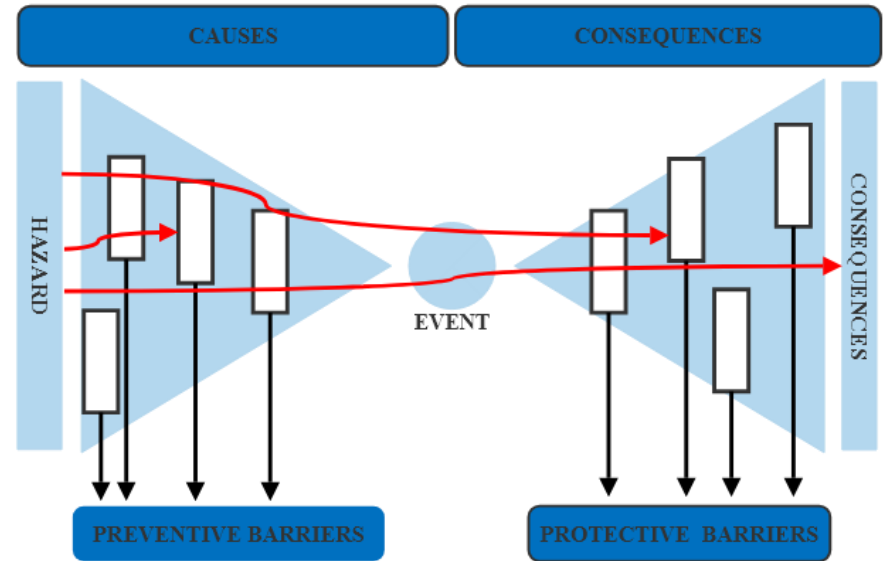 CAUSES
CONSEQUENCES
HAZARD
EVENT
CONSEQUENCES
PREVENTIVE BARRIERS
PROTECTIVE BARRIERS